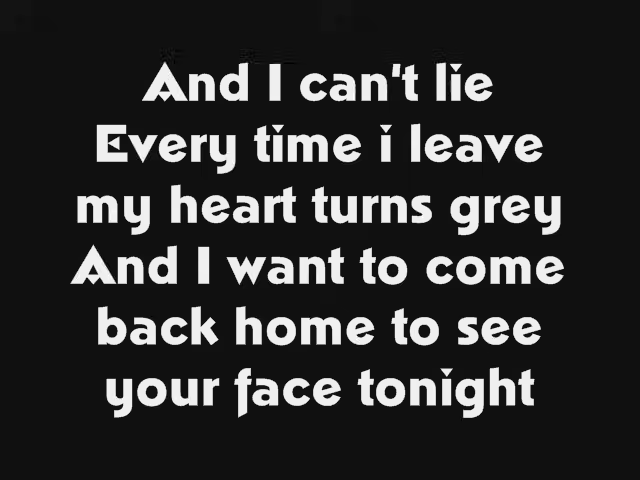 And I can't lie
Every time i leave
my heart turns grey
And I want to come
back home to see
your face tonight